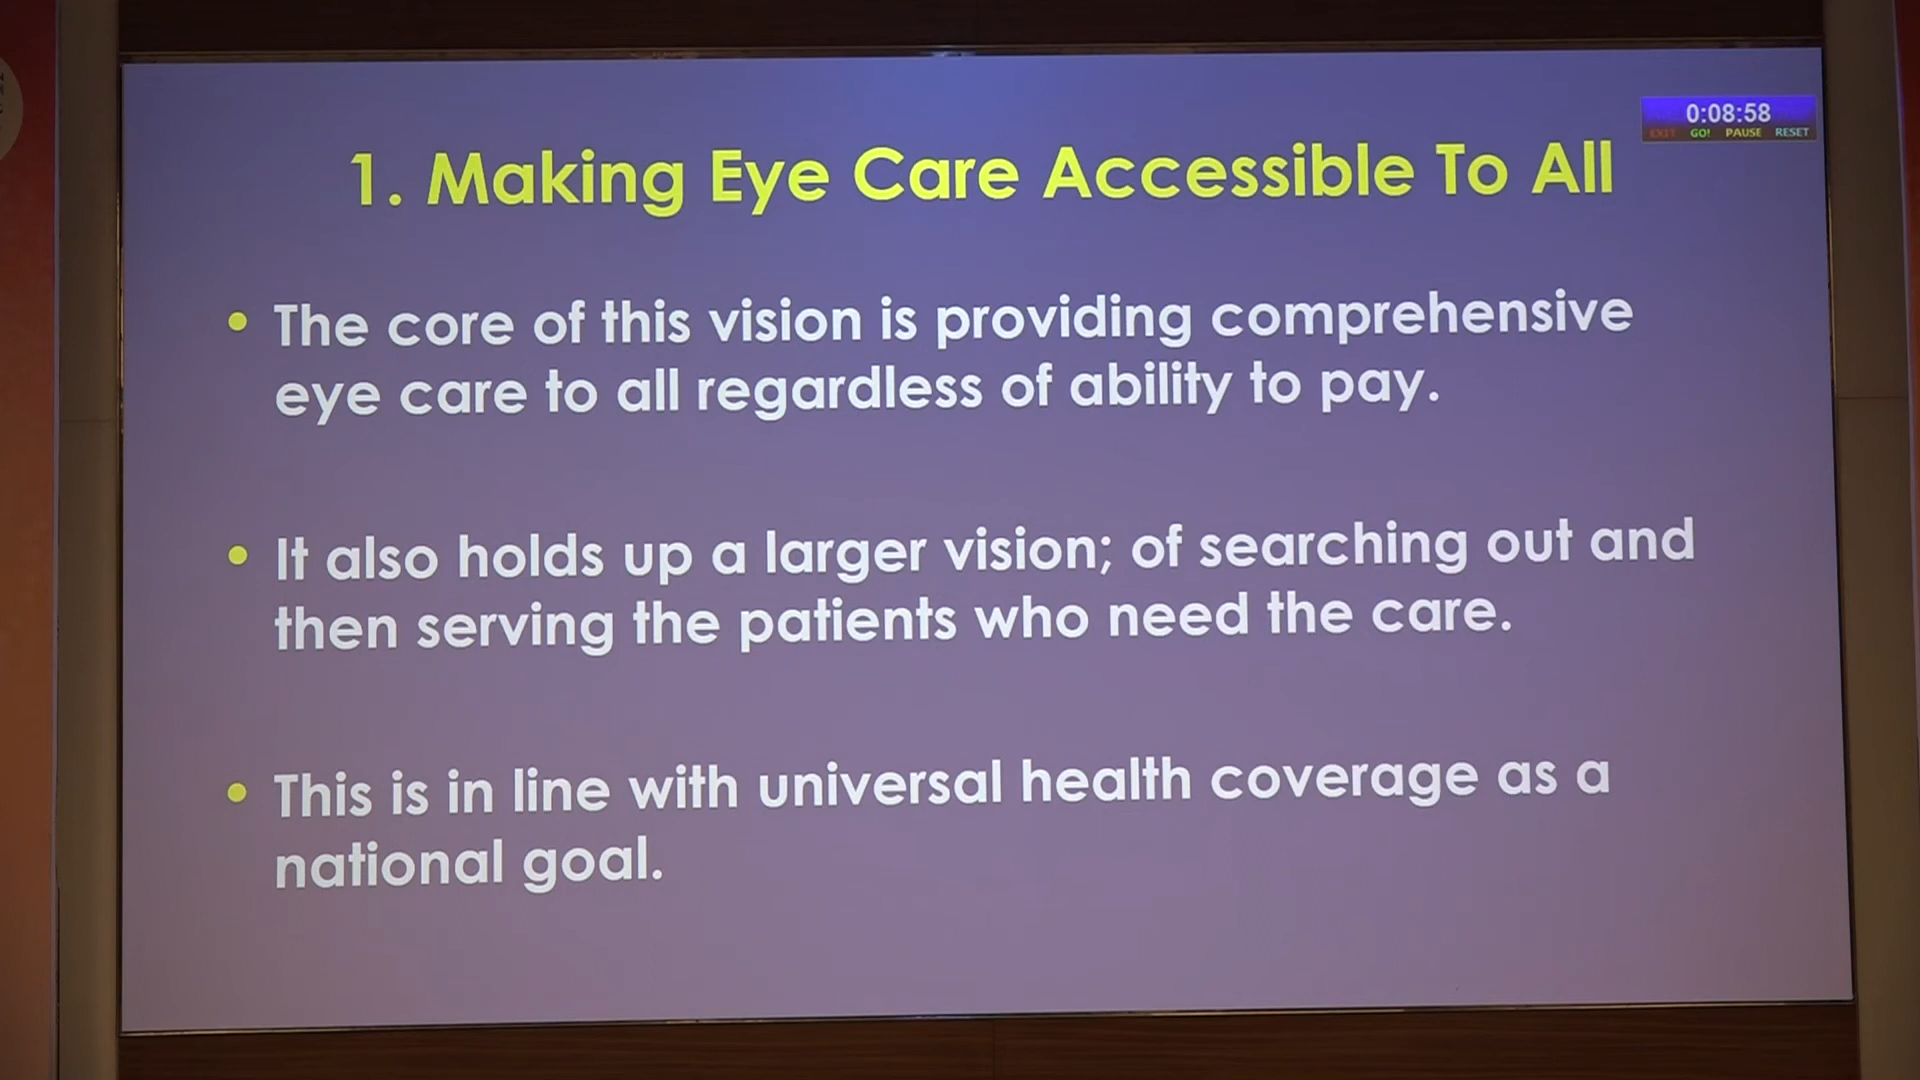 0:08:58
EXIT GO! PAUSE RESET
1. Making Eye Care Accessible To All
• The core of this vision is providing comprehensive
eye care to all regardless of ability to pay.
• It also holds up a larger vision; of searching out and
then serving the patients who need the care.
• This is in line with universal health coverage as a
national goal.